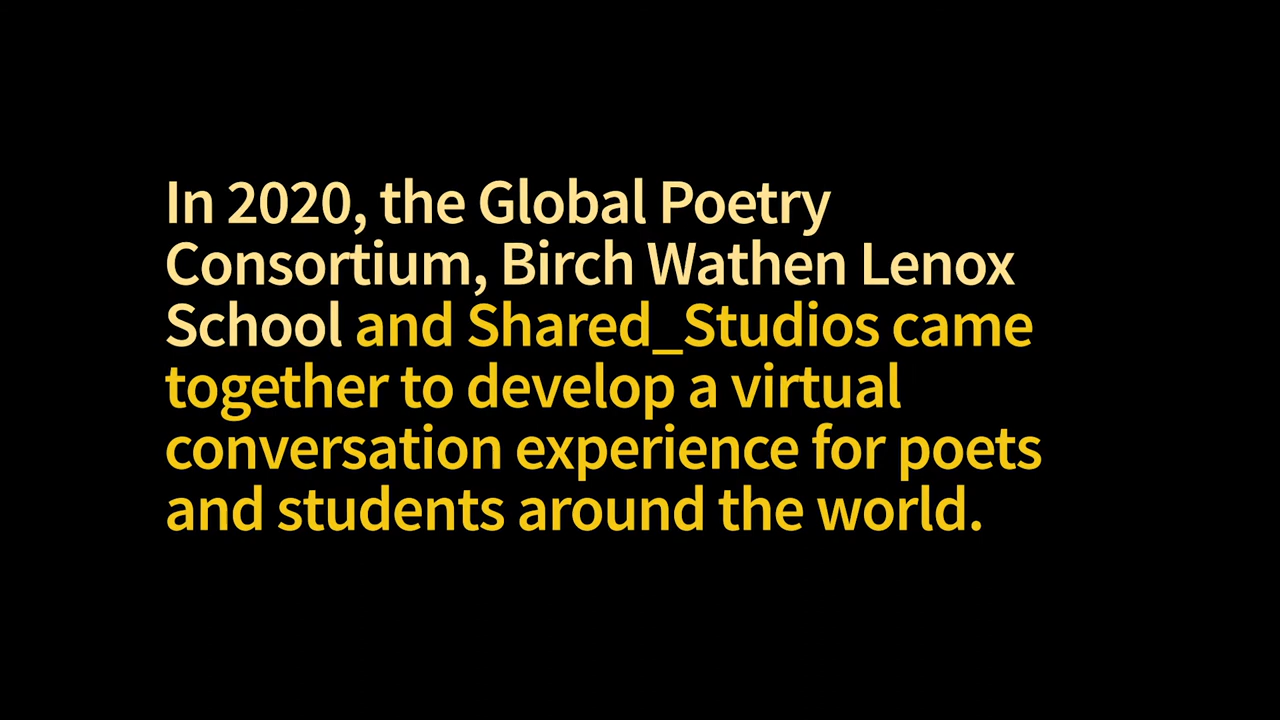 In 2020, the Global Poetry
Consortium, Birch Wathen Lenox
School and Shared_Studios came
together to develop a virtual
conversation experience for poets
and students around the world.